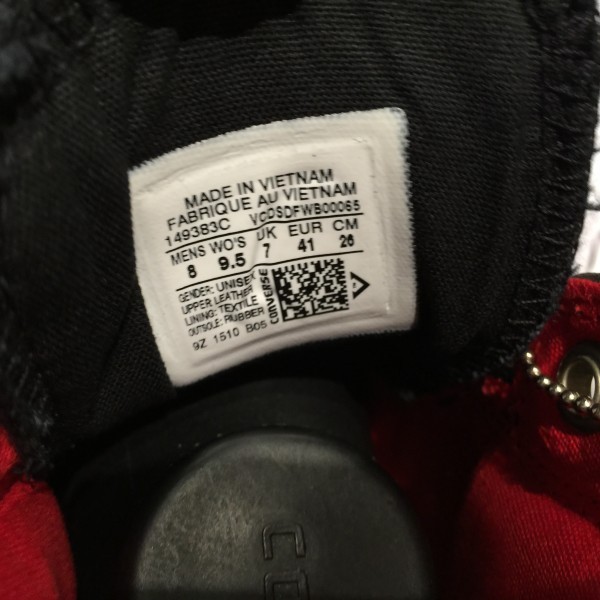 MADE IN VIETNAM
FABRIQUE AU VIETNAM
149383C VCDSDFWB00065
MENS WO'S UK EUR CM
8 9.5 7 41 26
GENDER: UNISEX
UPPER: LEATHER
LINING: TEXTILE
OUTSOLE: RUBBER
9Z 1510 B05
CONVERSE